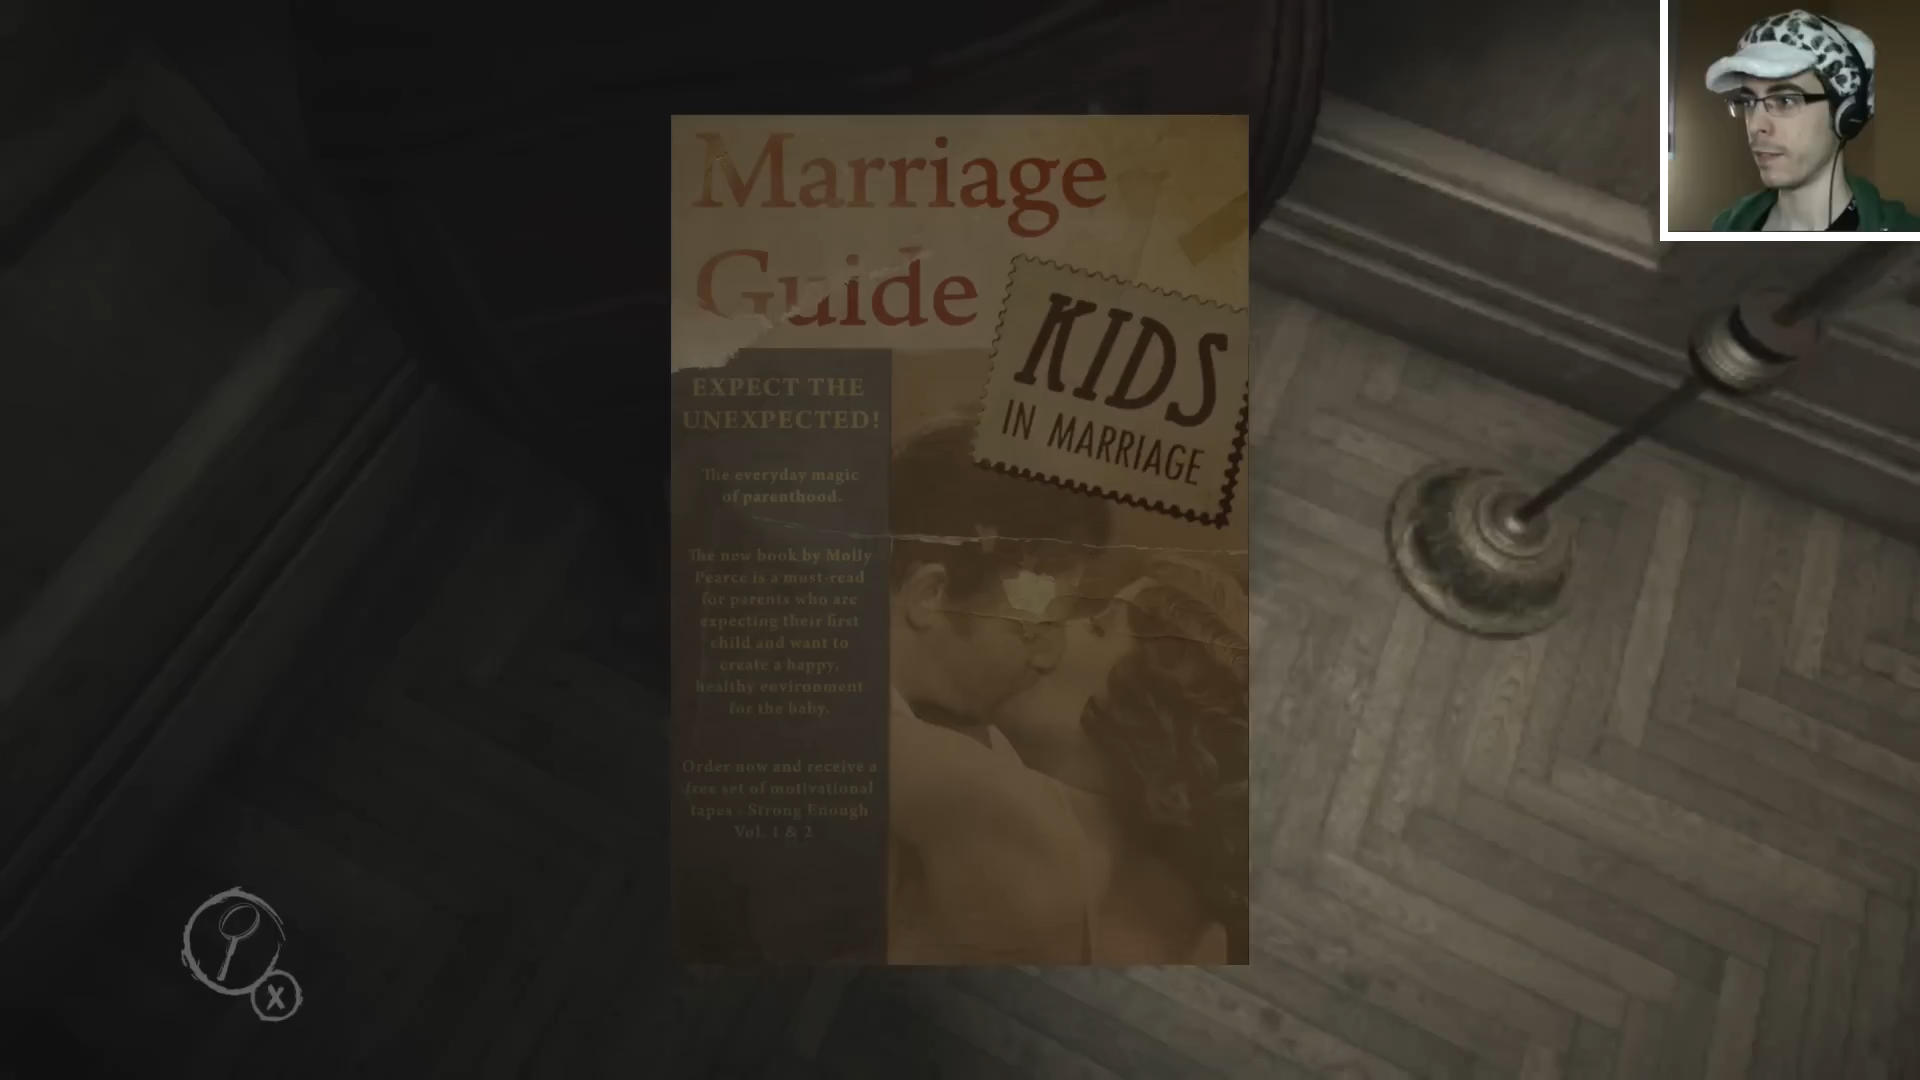 Marriage
Guide
KIDS
IN MARRIAGE
EXPECT THE
UNEXPECTED!
The everyday magic
of parenthood.
The new book by Molly
Pearce is a must-read
for parents who are
expecting their first
child and want to
create a happy,
healthy environment
for the baby.
Order now and receive a
free set of motivational
tapes - Strong Enough
Vol. 1 & 2
X